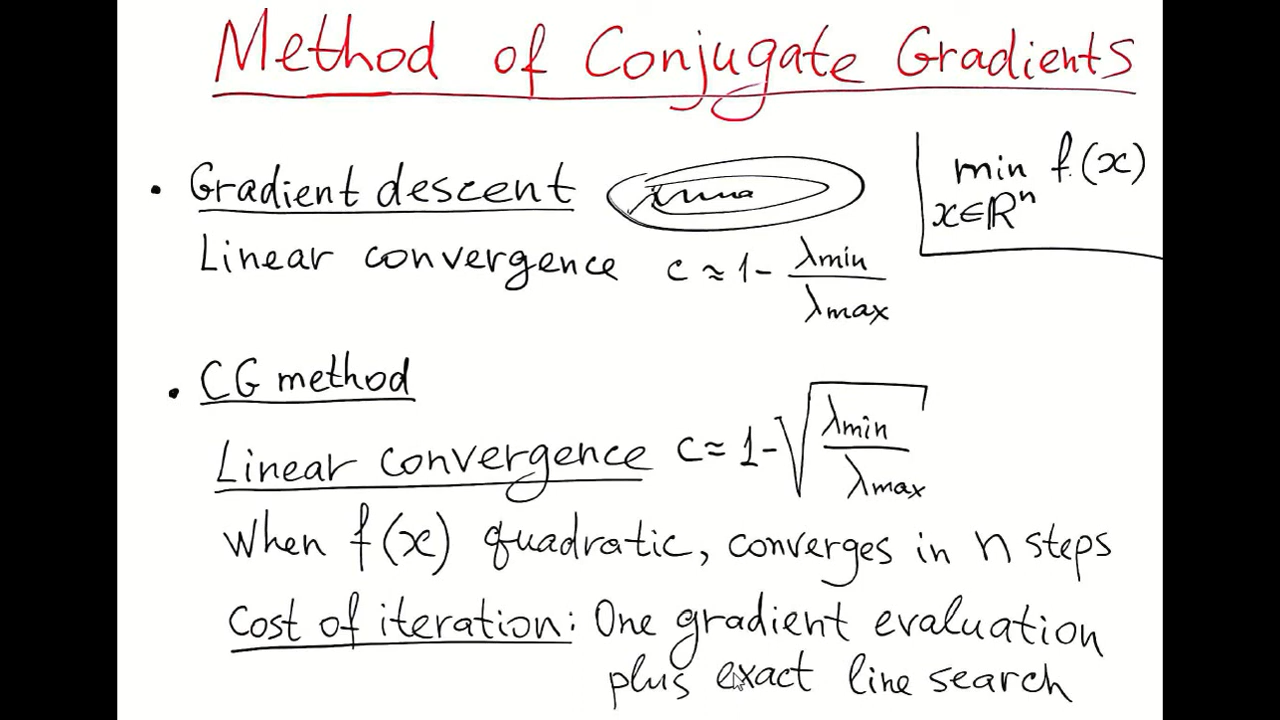 Method of Conjugate Gradients
min f(x)
x∈ℝⁿ
• Gradient descent
Linear convergence c ≈ 1 - λmin/λmax
• CG method
Linear convergence c ≈ 1 - √(λmin/λmax)
When f(x) quadratic, converges in n steps
Cost of iteration: One gradient evaluation
plus exact line search